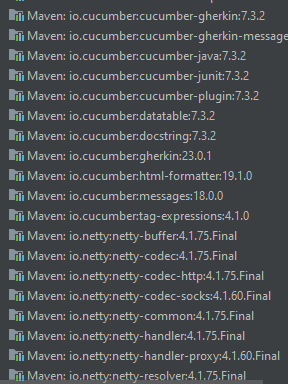 Maven: io.cucumber:cucumber-gherkin:7.3.2
Maven: io.cucumber:cucumber-gherkin-message
Maven: io.cucumber:cucumber-java:7.3.2
Maven: io.cucumber:cucumber-junit:7.3.2
Maven: io.cucumber:cucumber-plugin:7.3.2
Maven: io.cucumber:datatable:7.3.2
Maven: io.cucumber:docstring:7.3.2
Maven: io.cucumber:gherkin:23.0.1
Maven: io.cucumber:html-formatter:19.1.0
Maven: io.cucumber:messages:18.0.0
Maven: io.cucumber:tag-expressions:4.1.0
Maven: io.netty:netty-buffer:4.1.75.Final
Maven: io.netty:netty-codec:4.1.75.Final
Maven: io.netty:netty-codec-http:4.1.75.Final
Maven: io.netty:netty-codec-socks:4.1.60.Final
Maven: io.netty:netty-common:4.1.75.Final
Maven: io.netty:netty-handler:4.1.75.Final
Maven: io.netty:netty-handler-proxy:4.1.60.Final
Maven: io.netty:netty-resolver:4.1.75.Final